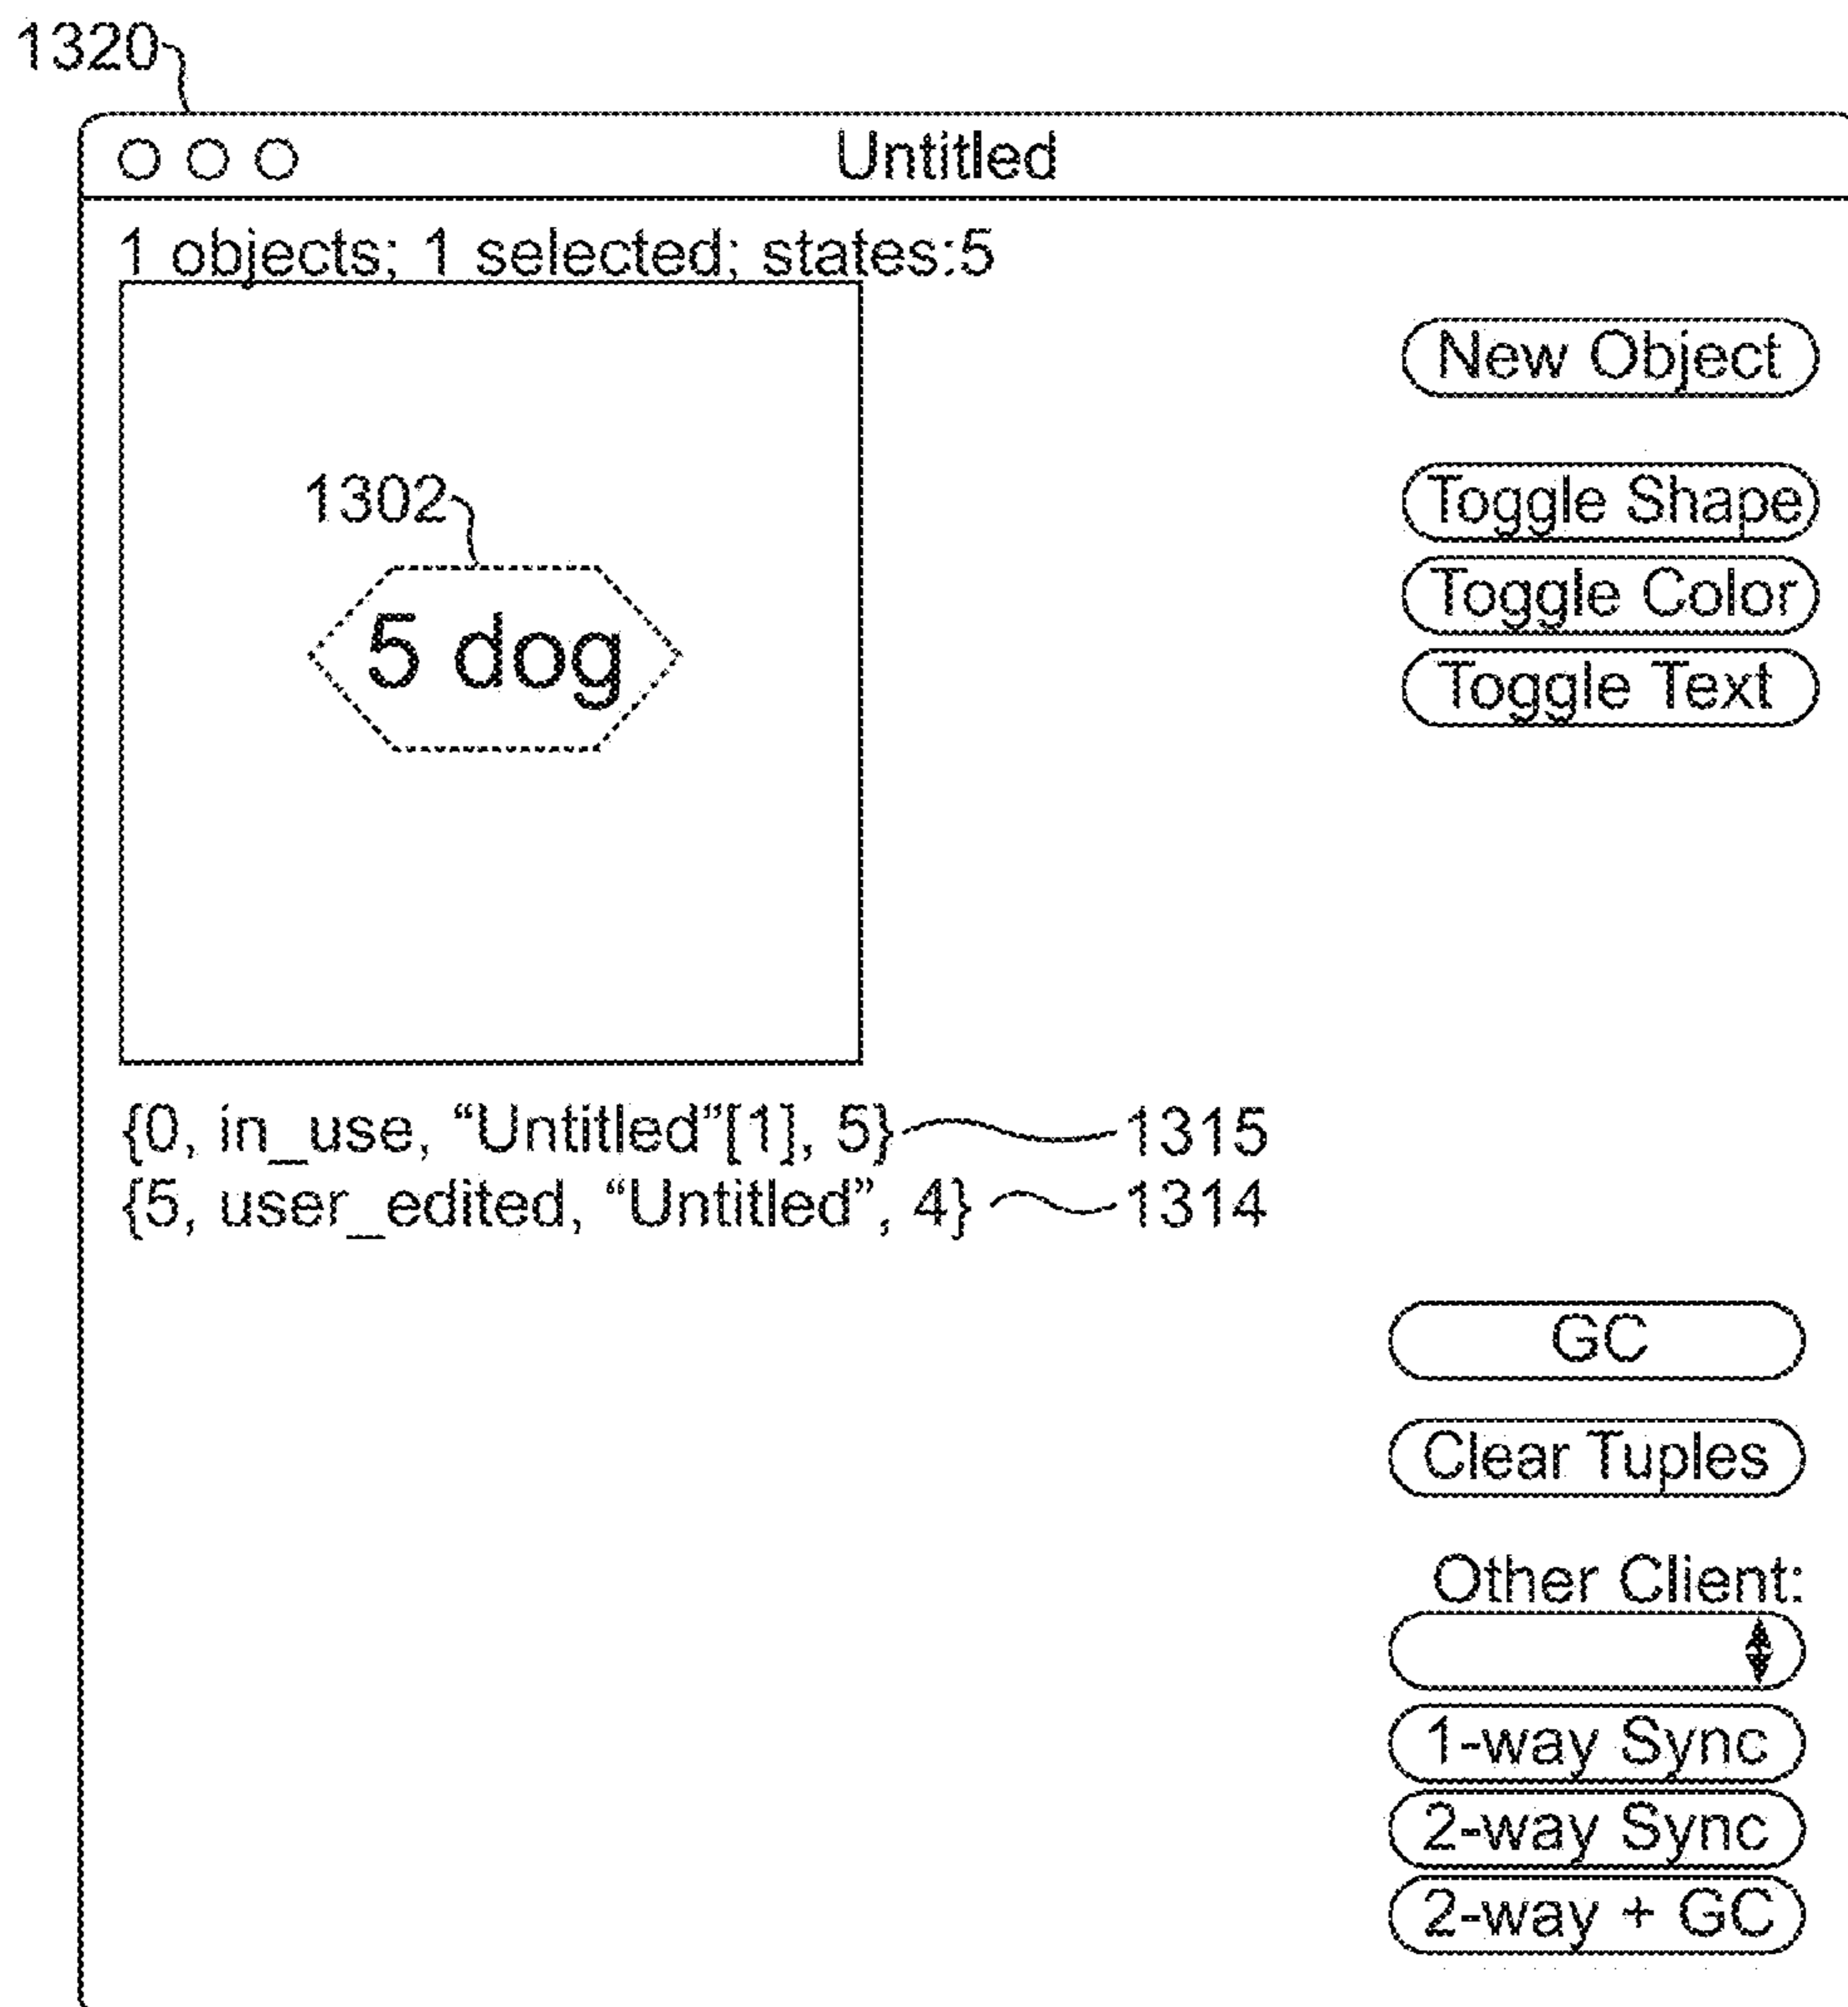 1320
Untitled
1 objects; 1 selected; states:5
New Object
Toggle Shape
1302
Toggle Color
5 dog
Toggle Text
{0, in_use, “Untitled”[1], 5} 1315
{5, user_edited, “Untitled”, 4} 1314
GC
Clear Tuples
Other Client:
1-way Sync
2-way Sync
2-way + GC